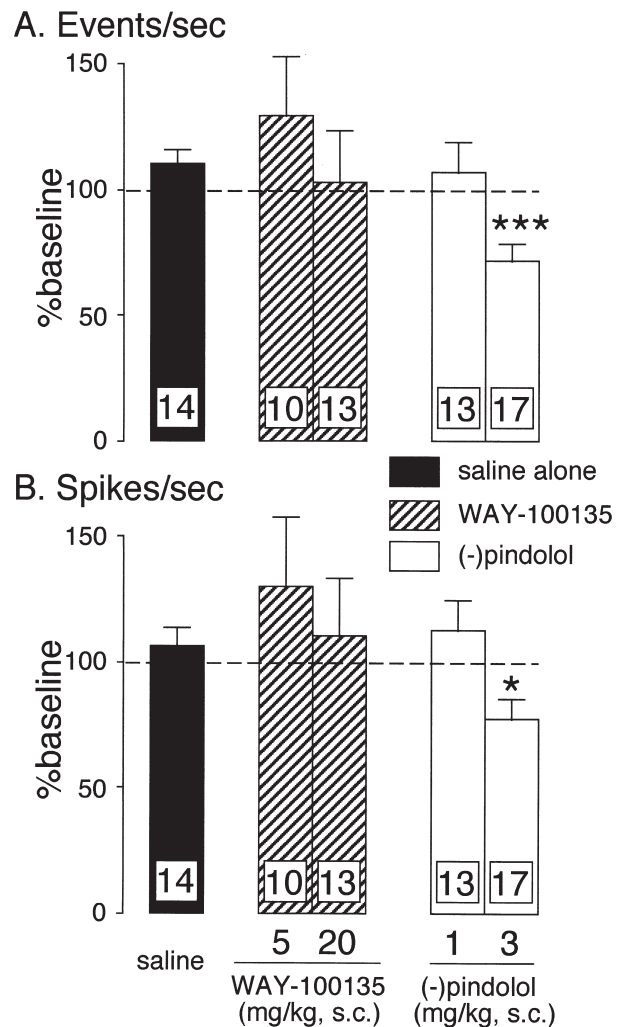 A. Events/sec
150
100
50
0
%baseline
***
14
10
13
13
17
saline alone
WAY-100135
(-)pindolol
B. Spikes/sec
150
100
50
0
%baseline
*
14
10
13
13
17
saline
5 20
WAY-100135
(mg/kg, s.c.)
1 3
(-)pindolol
(mg/kg, s.c.)